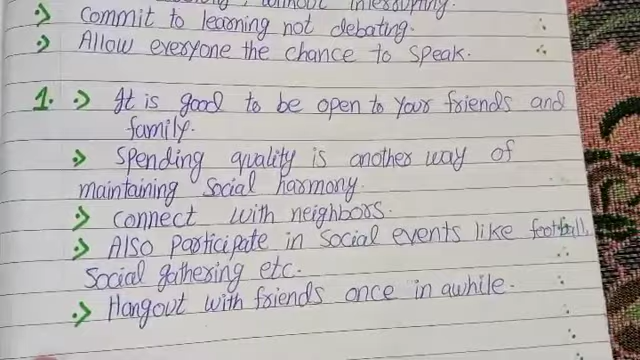 without interrupting.
·> Commit to learning not debating.
·> Allow everyone the chance to speak.
1. ·> It is good to be open to your friends and
family.
·> Spending quality is another way of
maintaining social harmony.
·> Connect with neighbors.
·> Also participate in social events like football,
social gathering etc.
·> Hangout with friends once in awhile.